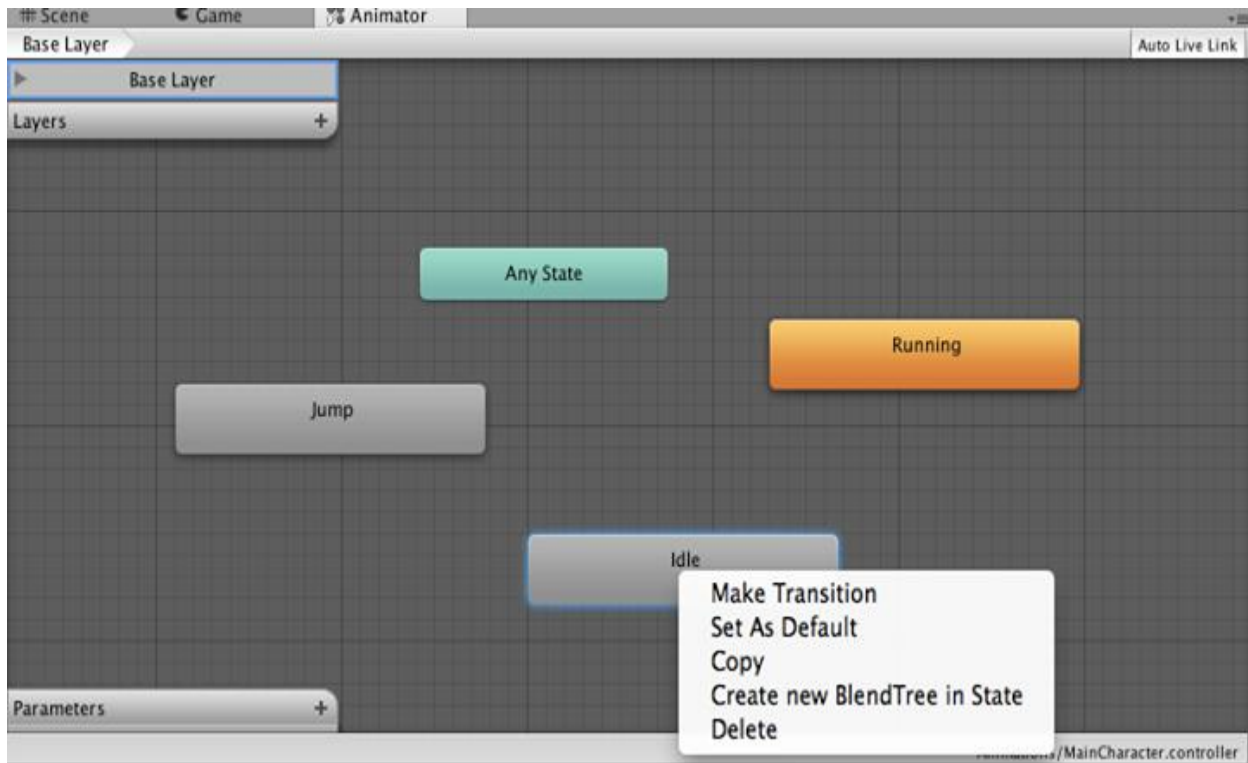 Scene Game Animator
Base Layer Auto Live Link
Base Layer
Layers +
Any State
Running
Jump
Idle
Make Transition
Set As Default
Copy
Create new BlendTree in State
Delete
Parameters +
/MainCharacter.controller